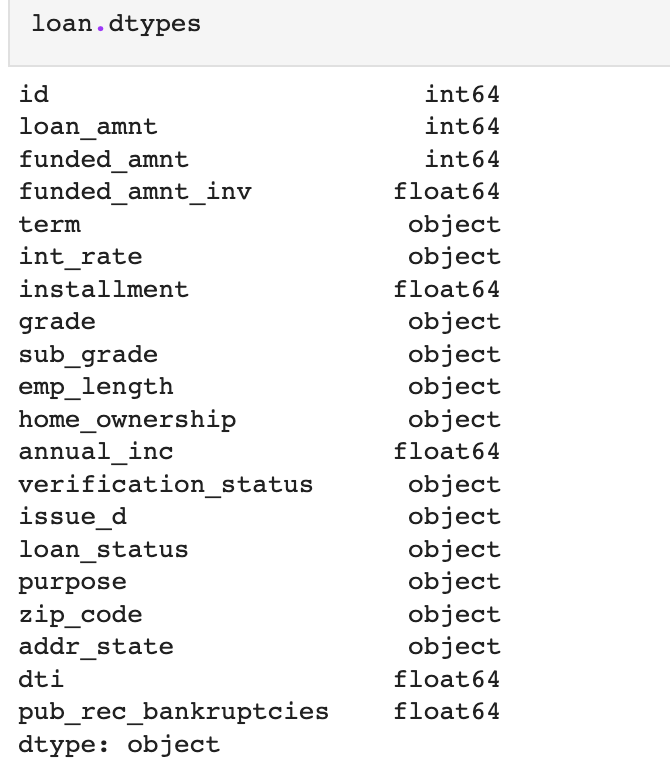 loan.dtypes
id int64
loan_amnt int64
funded_amnt int64
funded_amnt_inv float64
term object
int_rate object
installment float64
grade object
sub_grade object
emp_length object
home_ownership object
annual_inc float64
verification_status object
issue_d object
loan_status object
purpose object
zip_code object
addr_state object
dti float64
pub_rec_bankruptcies float64
dtype: object